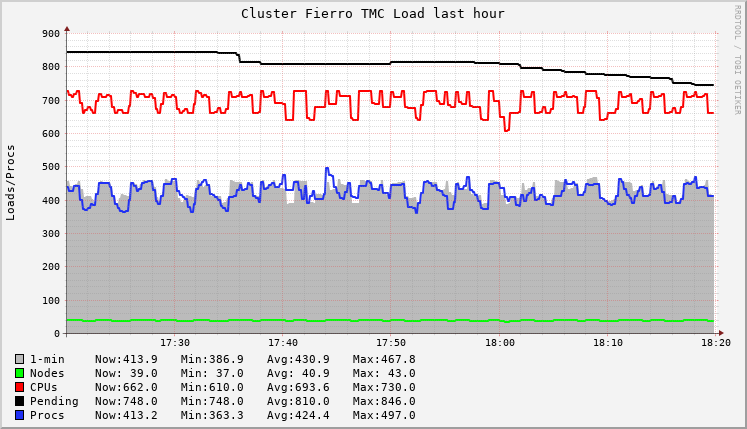 Cluster Fierro TMC Load last hour
RRDTOOL / TOBI OETIKER
Loads/Procs
900
800
700
600
500
400
300
200
100
0
17:30 17:40 17:50 18:00 18:10 18:20
1-min Now:413.9 Min:386.9 Avg:430.9 Max:467.8
Nodes Now: 39.0 Min: 37.0 Avg: 40.9 Max: 43.0
CPUs Now:662.0 Min:610.0 Avg:693.6 Max:730.0
Pending Now:748.0 Min:748.0 Avg:810.0 Max:846.0
Procs Now:413.2 Min:363.3 Avg:424.4 Max:497.0